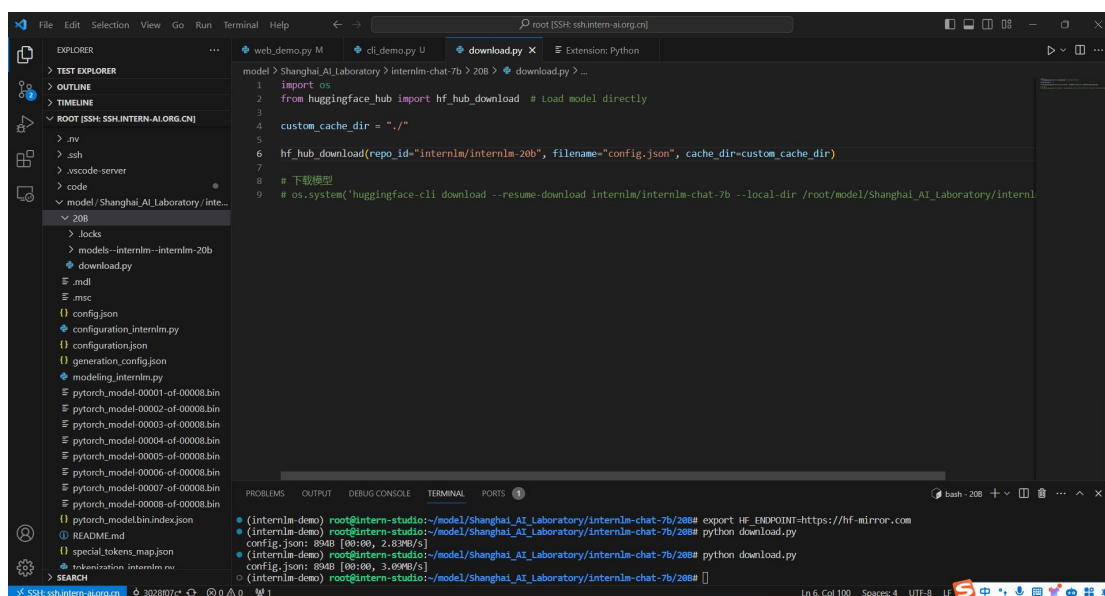 File Edit Selection View Go Run Terminal Help
root [SSH: ssh.intern-ai.org.cn]
EXPLORER
TEST EXPLORER
OUTLINE
TIMELINE
ROOT [SSH: SSH.INTERN-AI.ORG.CN]
.nv
.ssh
.vscode-server
code
model / Shanghai_AI_Laboratory / inte...
20B
.locks
models--internlm--internlm-20b
download.py
.mdl
.msc
config.json
configuration_internlm.py
configuration.json
generation_config.json
modeling_internlm.py
pytorch_model-00001-of-00008.bin
pytorch_model-00002-of-00008.bin
pytorch_model-00003-of-00008.bin
pytorch_model-00004-of-00008.bin
pytorch_model-00005-of-00008.bin
pytorch_model-00006-of-00008.bin
pytorch_model-00007-of-00008.bin
pytorch_model-00008-of-00008.bin
pytorch_model.bin.index.json
README.md
special_tokens_map.json
tokenization_internlm.py
SEARCH
web_demo.py M cli_demo.py U download.py Extension: Python
model > Shanghai_AI_Laboratory > internlm-chat-7b > 20B > download.py > ...
1 import os
2 from huggingface_hub import hf_hub_download # Load model directly
3
4 custom_cache_dir = "./"
5
6 hf_hub_download(repo_id="internlm/internlm-20b", filename="config.json", cache_dir=custom_cache_dir)
7
8 # 下载模型
9 # os.system('huggingface-cli download --resume-download internlm/internlm-chat-7b --local-dir /root/model/Shanghai_AI_Laboratory/internl
PROBLEMS OUTPUT DEBUG CONSOLE TERMINAL PORTS 1
bash - 20B
(internlm-demo) root@intern-studio:~/model/Shanghai_AI_Laboratory/internlm-chat-7b/20B# export HF_ENDPOINT=https://hf-mirror.com
(internlm-demo) root@intern-studio:~/model/Shanghai_AI_Laboratory/internlm-chat-7b/20B# python download.py
config.json: 894B [00:00, 2.83MB/s]
(internlm-demo) root@intern-studio:~/model/Shanghai_AI_Laboratory/internlm-chat-7b/20B# python download.py
config.json: 894B [00:00, 3.09MB/s]
(internlm-demo) root@intern-studio:~/model/Shanghai_AI_Laboratory/internlm-chat-7b/20B#
SSH: ssh.intern-ai.org.cn 3028f07c+ 0 0 1 Ln 6, Col 100 Spaces: 4 UTF-8 LF 中